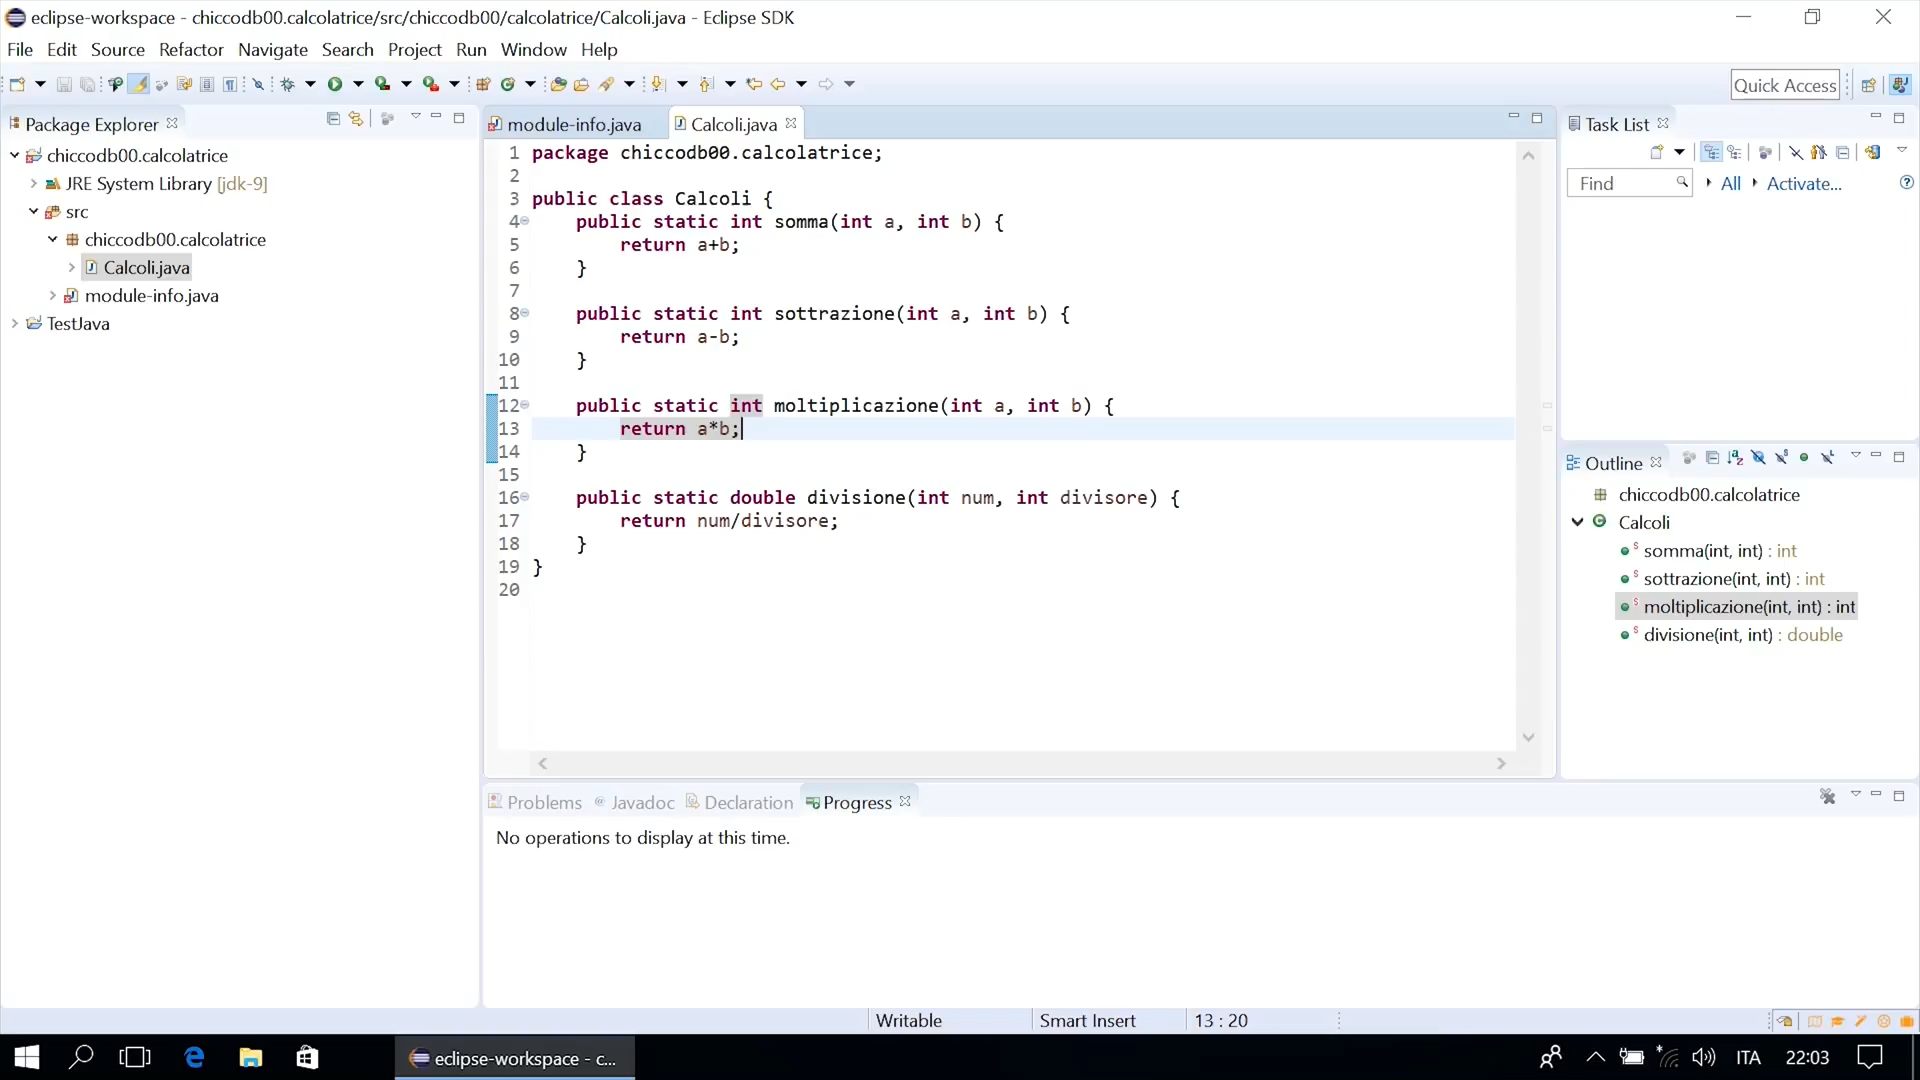 eclipse-workspace - chiccodb00.calcolatrice/src/chiccodb00/calcolatrice/Calcoli.java - Eclipse SDK
File Edit Source Refactor Navigate Search Project Run Window Help
Quick Access
Package Explorer
chiccodb00.calcolatrice
JRE System Library [jdk-9]
src
chiccodb00.calcolatrice
Calcoli.java
module-info.java
TestJava
module-info.java Calcoli.java
1 package chiccodb00.calcolatrice;
2
3 public class Calcoli {
4 public static int somma(int a, int b) {
5 return a+b;
6 }
7
8 public static int sottrazione(int a, int b) {
9 return a-b;
10 }
11
12 public static int moltiplicazione(int a, int b) {
13 return a*b;
14 }
15
16 public static double divisione(int num, int divisore) {
17 return num/divisore;
18 }
19 }
20
Task List
Find All Activate...
Outline
chiccodb00.calcolatrice
Calcoli
somma(int, int) : int
sottrazione(int, int) : int
moltiplicazione(int, int) : int
divisione(int, int) : double
Problems Javadoc Declaration Progress
No operations to display at this time.
Writable Smart Insert 13 : 20
eclipse-workspace - c... ITA 22:03